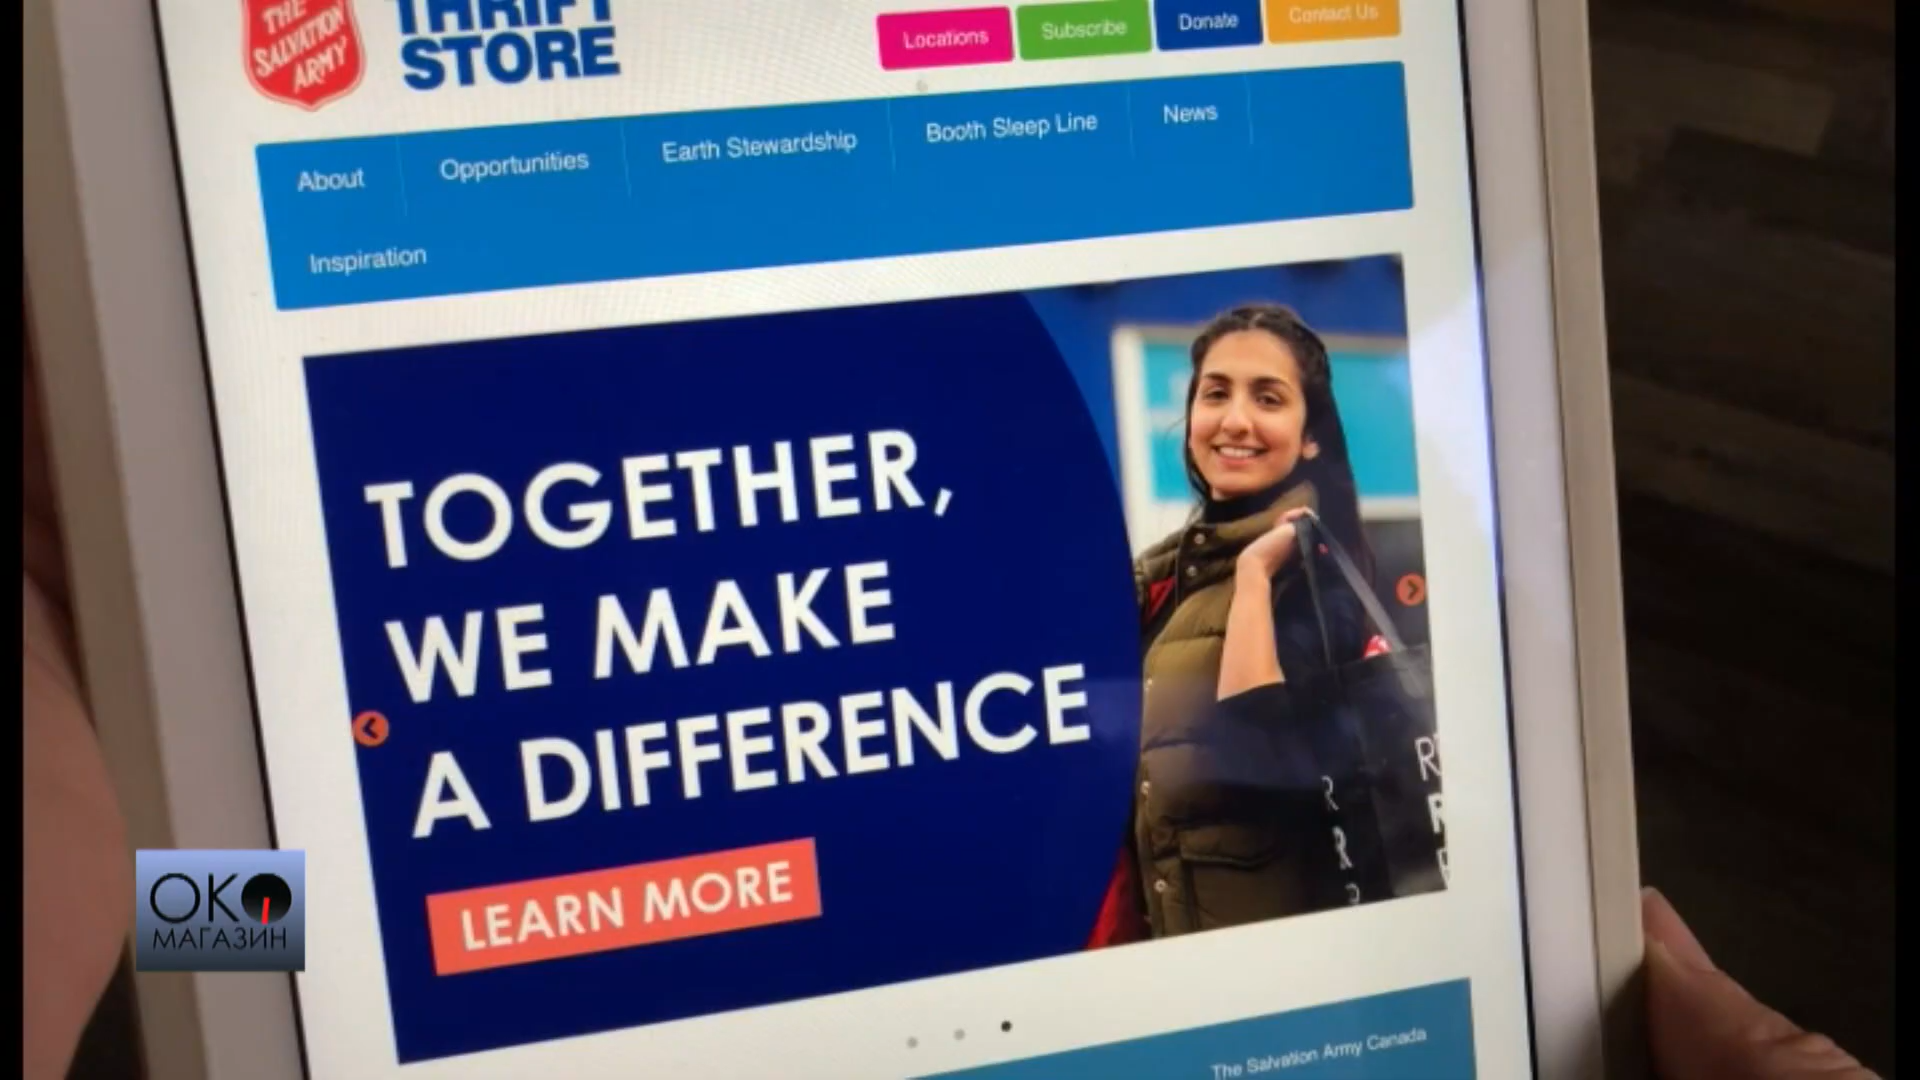 THE
SALVATION
ARMY
THRIFT
STORE
Locations
Subscribe
Donate
Contact Us
About
Opportunities
Earth Stewardship
Booth Sleep Line
News
Inspiration
TOGETHER,
WE MAKE
A DIFFERENCE
LEARN MORE
ОКО
МАГАЗИН
The Salvation Army Canada